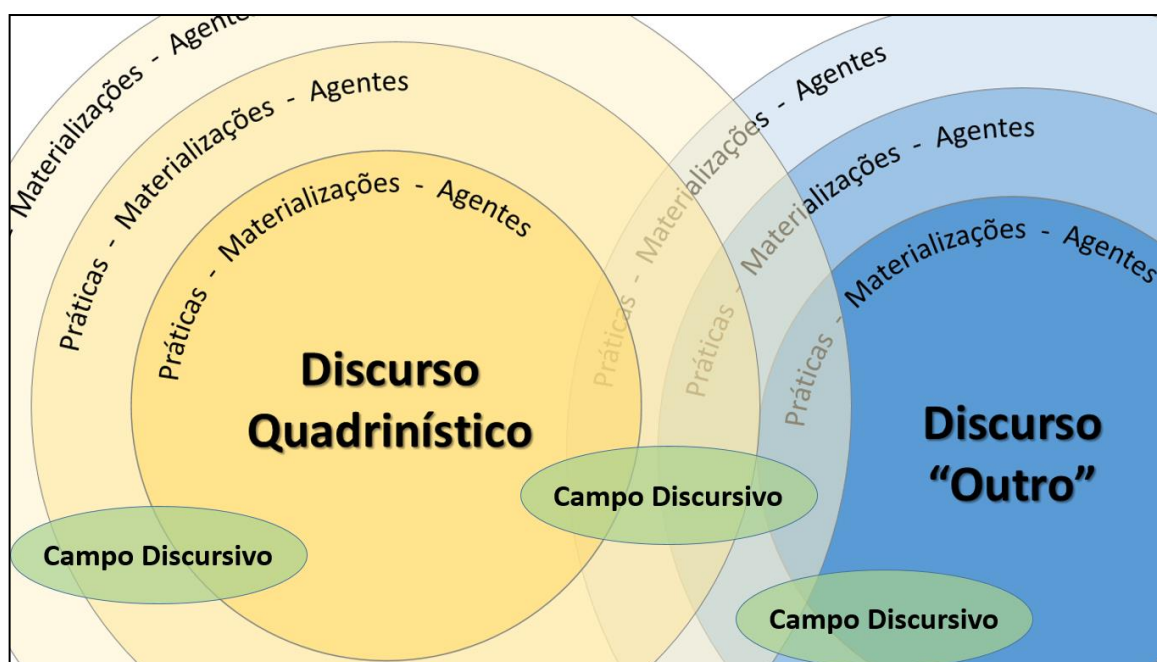 - Materializações - Agentes
Práticas - Materializações - Agentes
Práticas - Materializações - Agentes
Discurso
Quadrinístico
Práticas - Materializações - Agentes
Práticas - Materializações - Agentes
Práticas - Materializações - Agentes
Discurso
“Outro”
Campo Discursivo
Campo Discursivo
Campo Discursivo